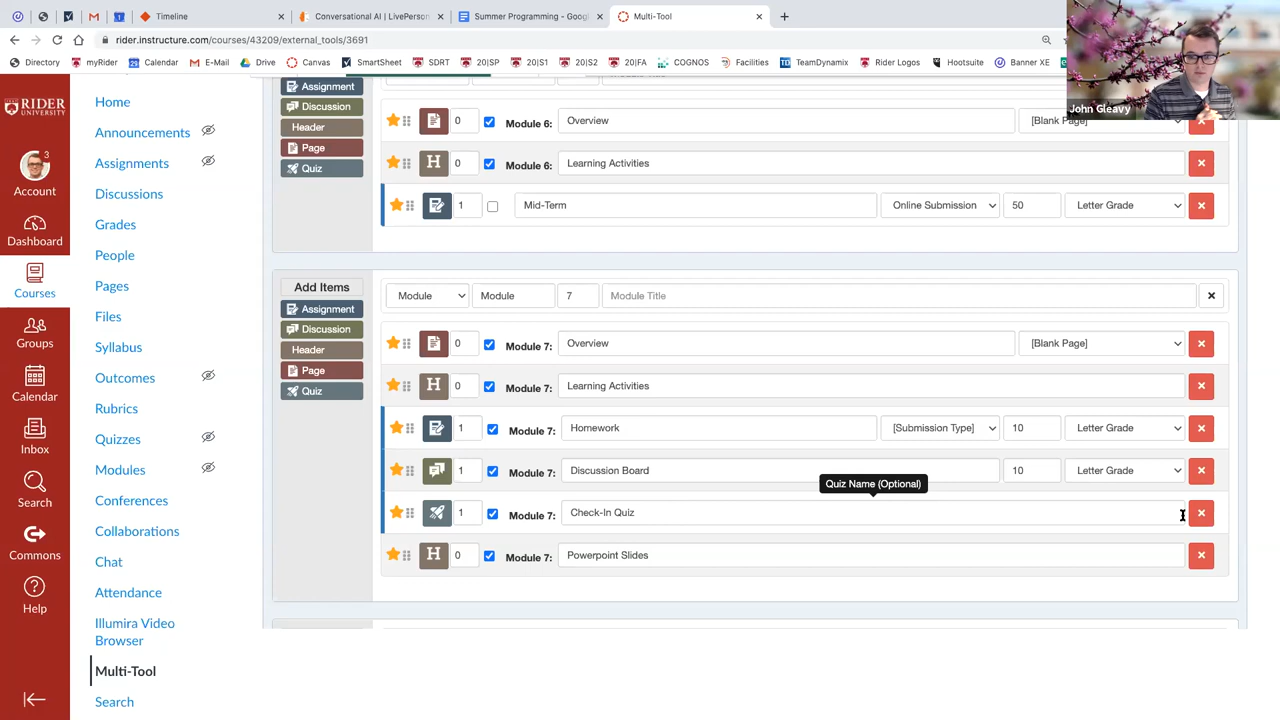 Timeline
Conversational AI | LivePerson
Summer Programming - Googl
Multi-Tool
rider.instructure.com/courses/43209/external_tools/3691
Directory
myRider
Calendar
E-Mail
Drive
Canvas
SmartSheet
SDRT
20|SP
20|S1
20|S2
20|FA
COGNOS
Facilities
TeamDynamix
Rider Logos
Hootsuite
Banner XE
John Gleavy
RIDER
UNIVERSITY
3
Account
Dashboard
Courses
Groups
Calendar
Inbox
Search
Commons
Help
Home
Announcements
Assignments
Discussions
Grades
People
Pages
Files
Syllabus
Outcomes
Rubrics
Quizzes
Modules
Conferences
Collaborations
Chat
Attendance
Illumira Video
Browser
Multi-Tool
Search
Assignment
Discussion
Header
Page
Quiz
0 Module 6: Overview [Blank Page]
H 0 Module 6: Learning Activities
1 Mid-Term Online Submission 50 Letter Grade
Add Items
Module Module 7 Module Title
Assignment
Discussion
Header
Page
Quiz
0 Module 7: Overview [Blank Page]
H 0 Module 7: Learning Activities
1 Module 7: Homework [Submission Type] 10 Letter Grade
1 Module 7: Discussion Board 10 Letter Grade
Quiz Name (Optional)
1 Module 7: Check-In Quiz
H 0 Module 7: Powerpoint Slides